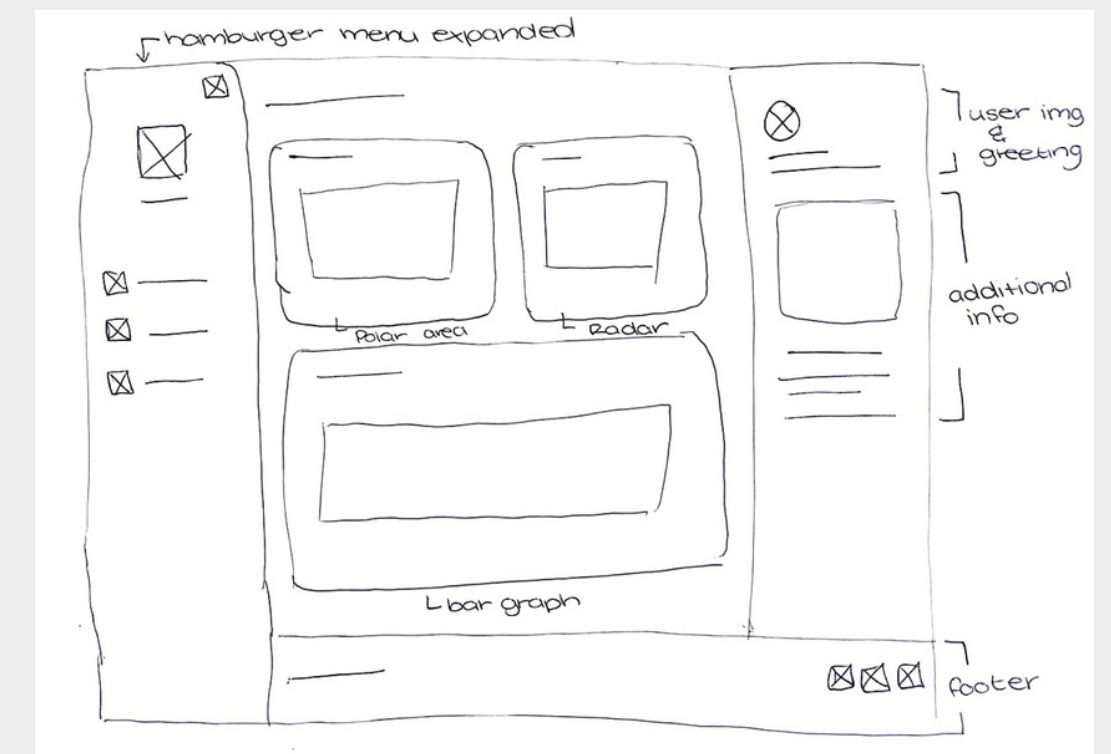 hamburger menu expanded
user img
&
greeting
additional
info
Polar area
Radar
bar graph
footer